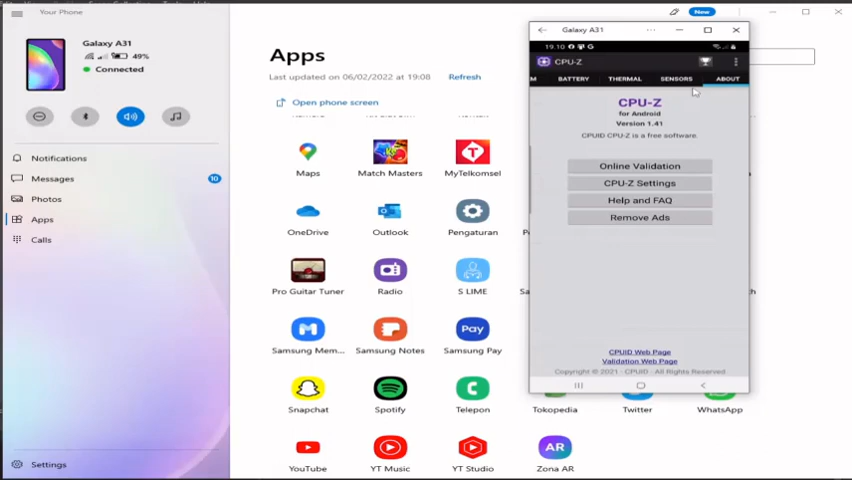 Your Phone
New
Galaxy A31
49%
Connected
Notifications
Messages
10
Photos
Apps
Calls
Settings
Apps
Last updated on 06/02/2022 at 19:08
Refresh
Open phone screen
Maps
Match Masters
MyTelkomsel
OneDrive
Outlook
Pengaturan
Pro Guitar Tuner
Radio
S LIME
Samsung Mem...
Samsung Notes
Samsung Pay
Snapchat
Spotify
Telepon
Tokopedia
Twitter
WhatsApp
YouTube
YT Music
YT Studio
Zona AR
Galaxy A31
19.10
CPU-Z
M
BATTERY
THERMAL
SENSORS
ABOUT
CPU-Z
for Android
Version 1.41
CPUID CPU-Z is a free software.
Online Validation
CPU-Z Settings
Help and FAQ
Remove Ads
CPUID Web Page
Validation Web Page
Copyright © 2021 - CPUID - All Rights Reserved